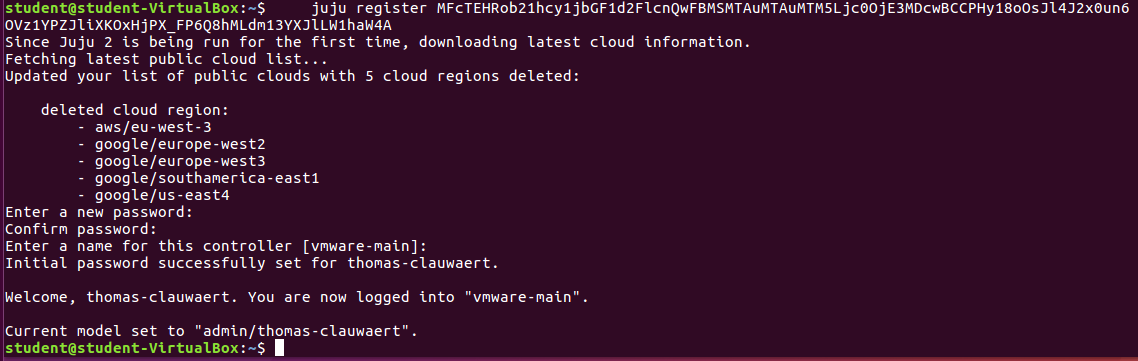 student@student-VirtualBox:~$     juju register MFcTEHRob21hcy1jbGF1d2FlcnQwFBMSMTAuMTAuMTM5Ljc0OjE3MDcwBCCPHy18oOsJl4J2x0un6
OVz1YPZJliXKOxHjPX_FP6Q8hMLdm13YXJlLW1haW4A
Since Juju 2 is being run for the first time, downloading latest cloud information.
Fetching latest public cloud list...
Updated your list of public clouds with 5 cloud regions deleted:

    deleted cloud region:
        - aws/eu-west-3
        - google/europe-west2
        - google/europe-west3
        - google/southamerica-east1
        - google/us-east4
Enter a new password:
Confirm password:
Enter a name for this controller [vmware-main]:
Initial password successfully set for thomas-clauwaert.

Welcome, thomas-clauwaert. You are now logged into "vmware-main".

Current model set to "admin/thomas-clauwaert".
student@student-VirtualBox:~$